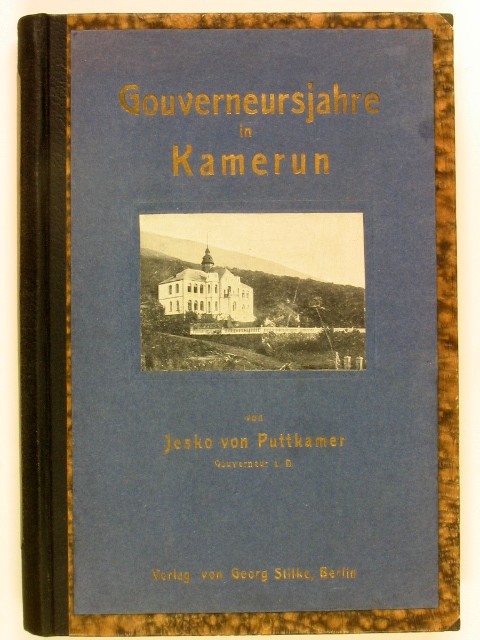 Gouverneursjahre
in
Kamerun
von
Jesko von Puttkamer
Gouverneur z. D.
Verlag von Georg Stilke, Berlin